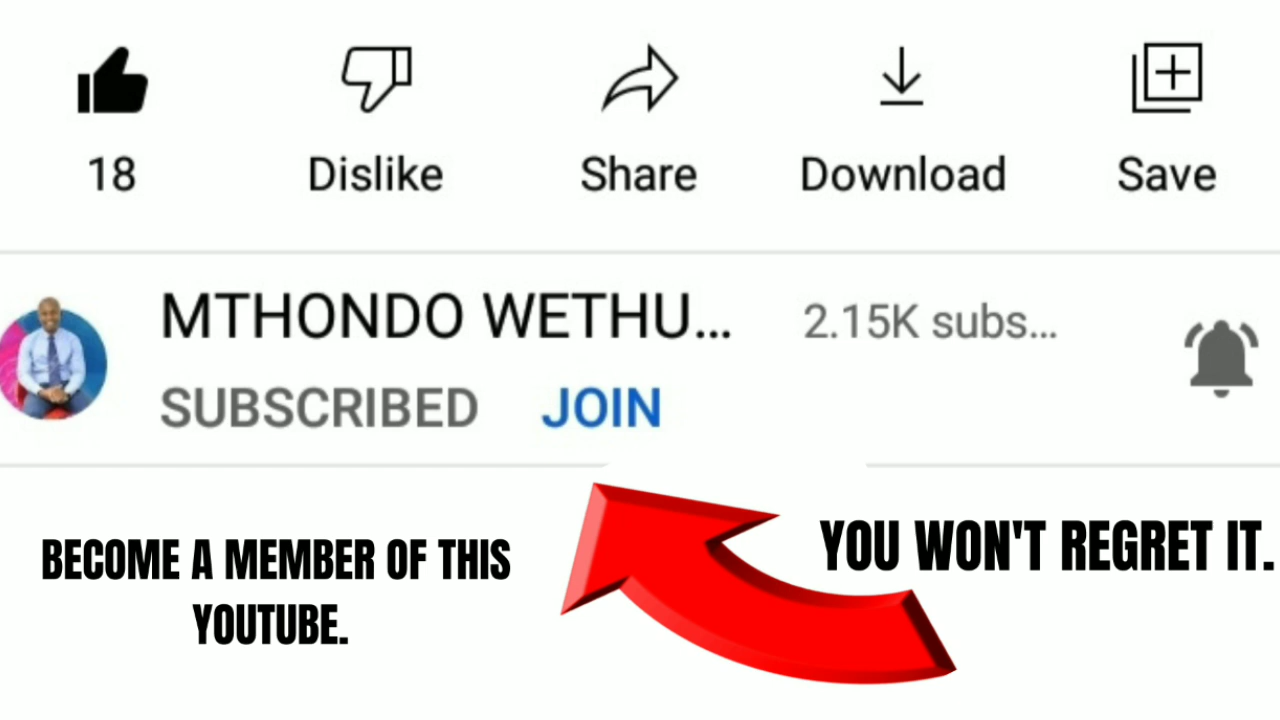 18
Dislike
Share
Download
Save
MTHONDO WETHU...
2.15K subs...
SUBSCRIBED
JOIN
BECOME A MEMBER OF THIS
YOUTUBE.
YOU WON'T REGRET IT.